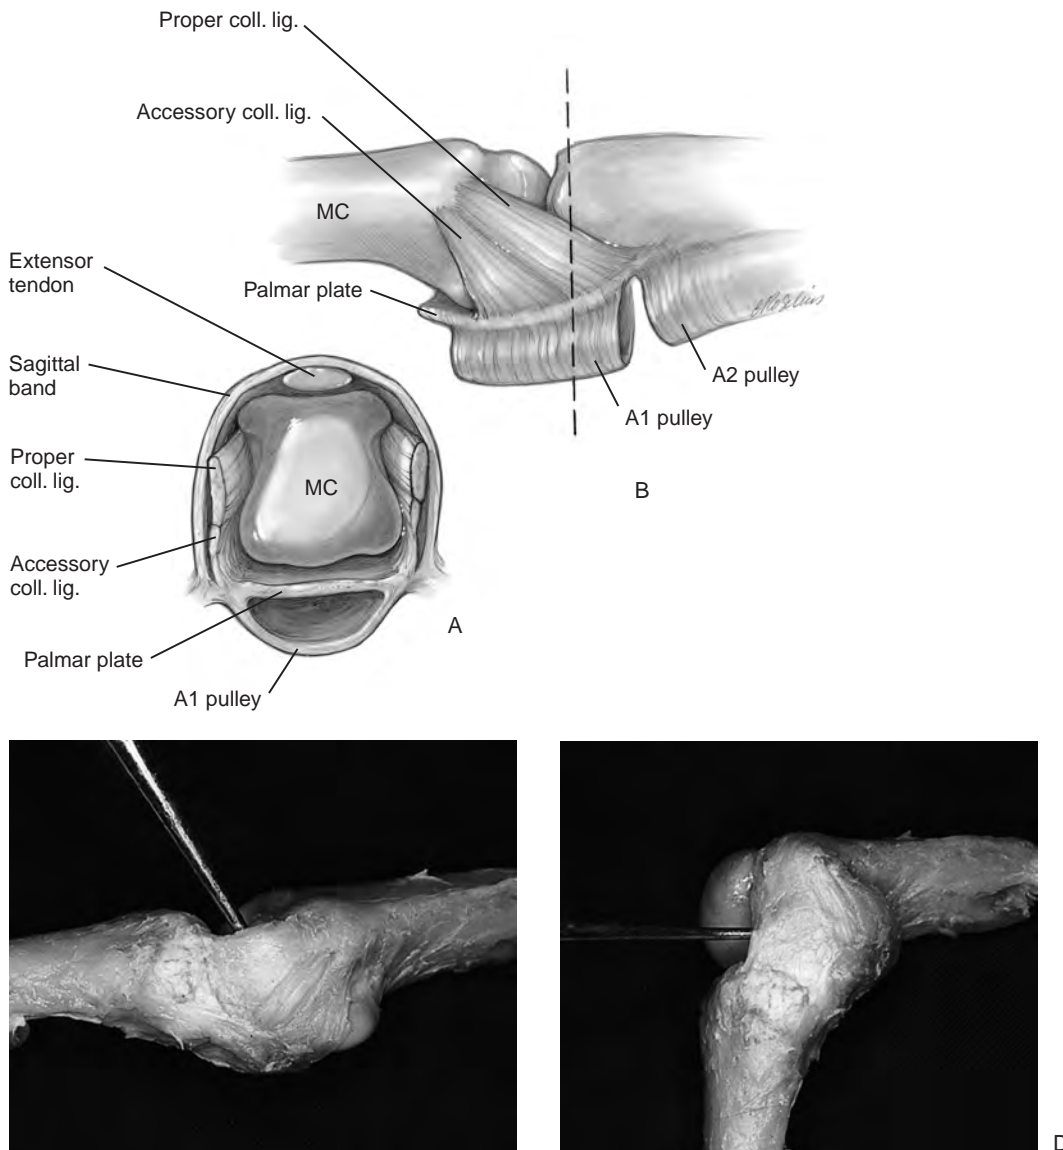 Proper coll. lig.
Accessory coll. lig.
MC
Extensor
tendon
Palmar plate
Sagittal
band
A2 pulley
A1 pulley
Proper
coll. lig.
MC
B
Accessory
coll. lig.
A
Palmar plate
A1 pulley
D